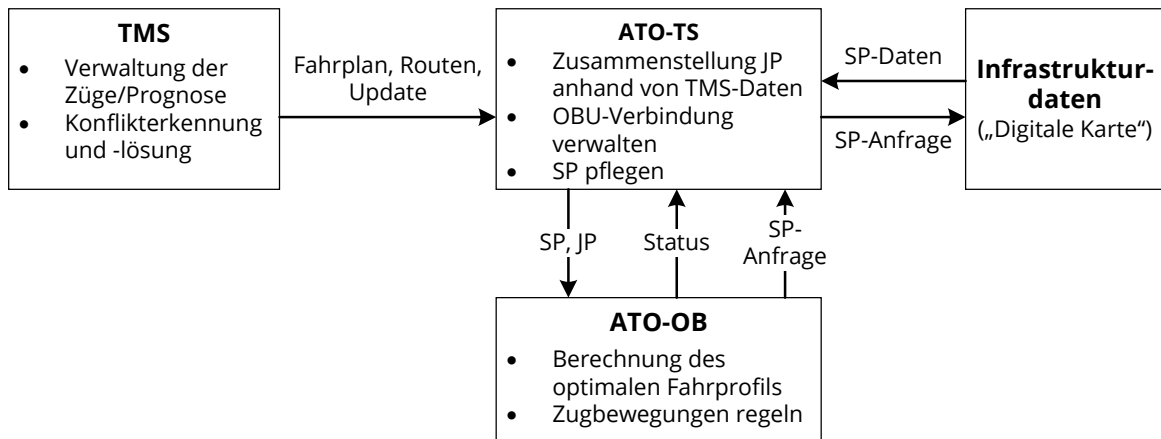 TMS
• Verwaltung der
Züge/Prognose
• Konflikterkennung
und -lösung
Fahrplan, Routen,
Update
ATO-TS
• Zusammenstellung JP
anhand von TMS-Daten
• OBU-Verbindung
verwalten
• SP pflegen
SP-Daten
SP-Anfrage
Infrastruktur-
daten
(„Digitale Karte“)
SP, JP
Status
SP-
Anfrage
ATO-OB
• Berechnung des
optimalen Fahrprofils
• Zugbewegungen regeln